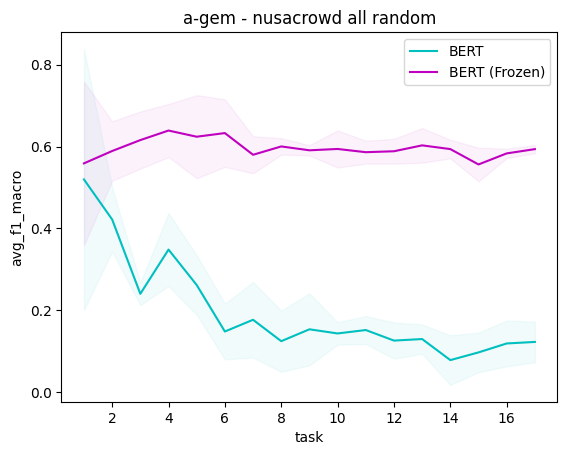 a-gem - nusacrowd all random
BERT
BERT (Frozen)
0.8
0.6
0.4
0.2
0.0
avg_f1_macro
2 4 6 8 10 12 14 16
task